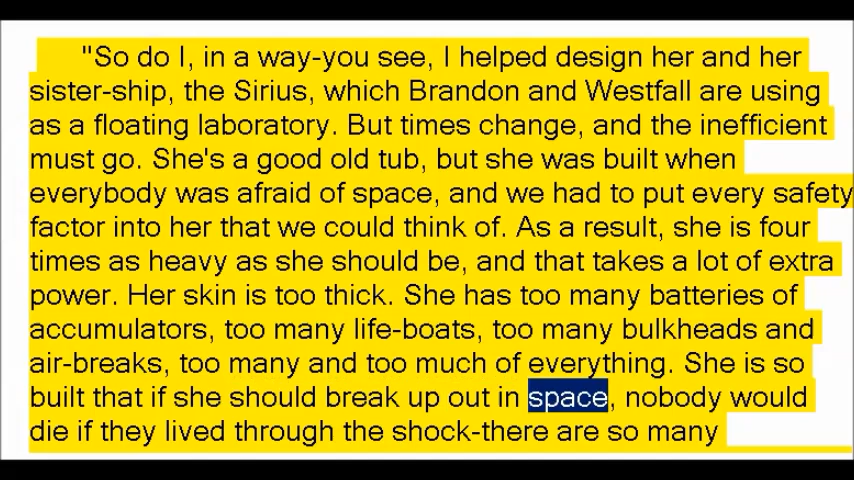 "So do I, in a way-you see, I helped design her and her
sister-ship, the Sirius, which Brandon and Westfall are using
as a floating laboratory. But times change, and the inefficient
must go. She's a good old tub, but she was built when
everybody was afraid of space, and we had to put every safety
factor into her that we could think of. As a result, she is four
times as heavy as she should be, and that takes a lot of extra
power. Her skin is too thick. She has too many batteries of
accumulators, too many life-boats, too many bulkheads and
air-breaks, too many and too much of everything. She is so
built that if she should break up out in space, nobody would
die if they lived through the shock-there are so many